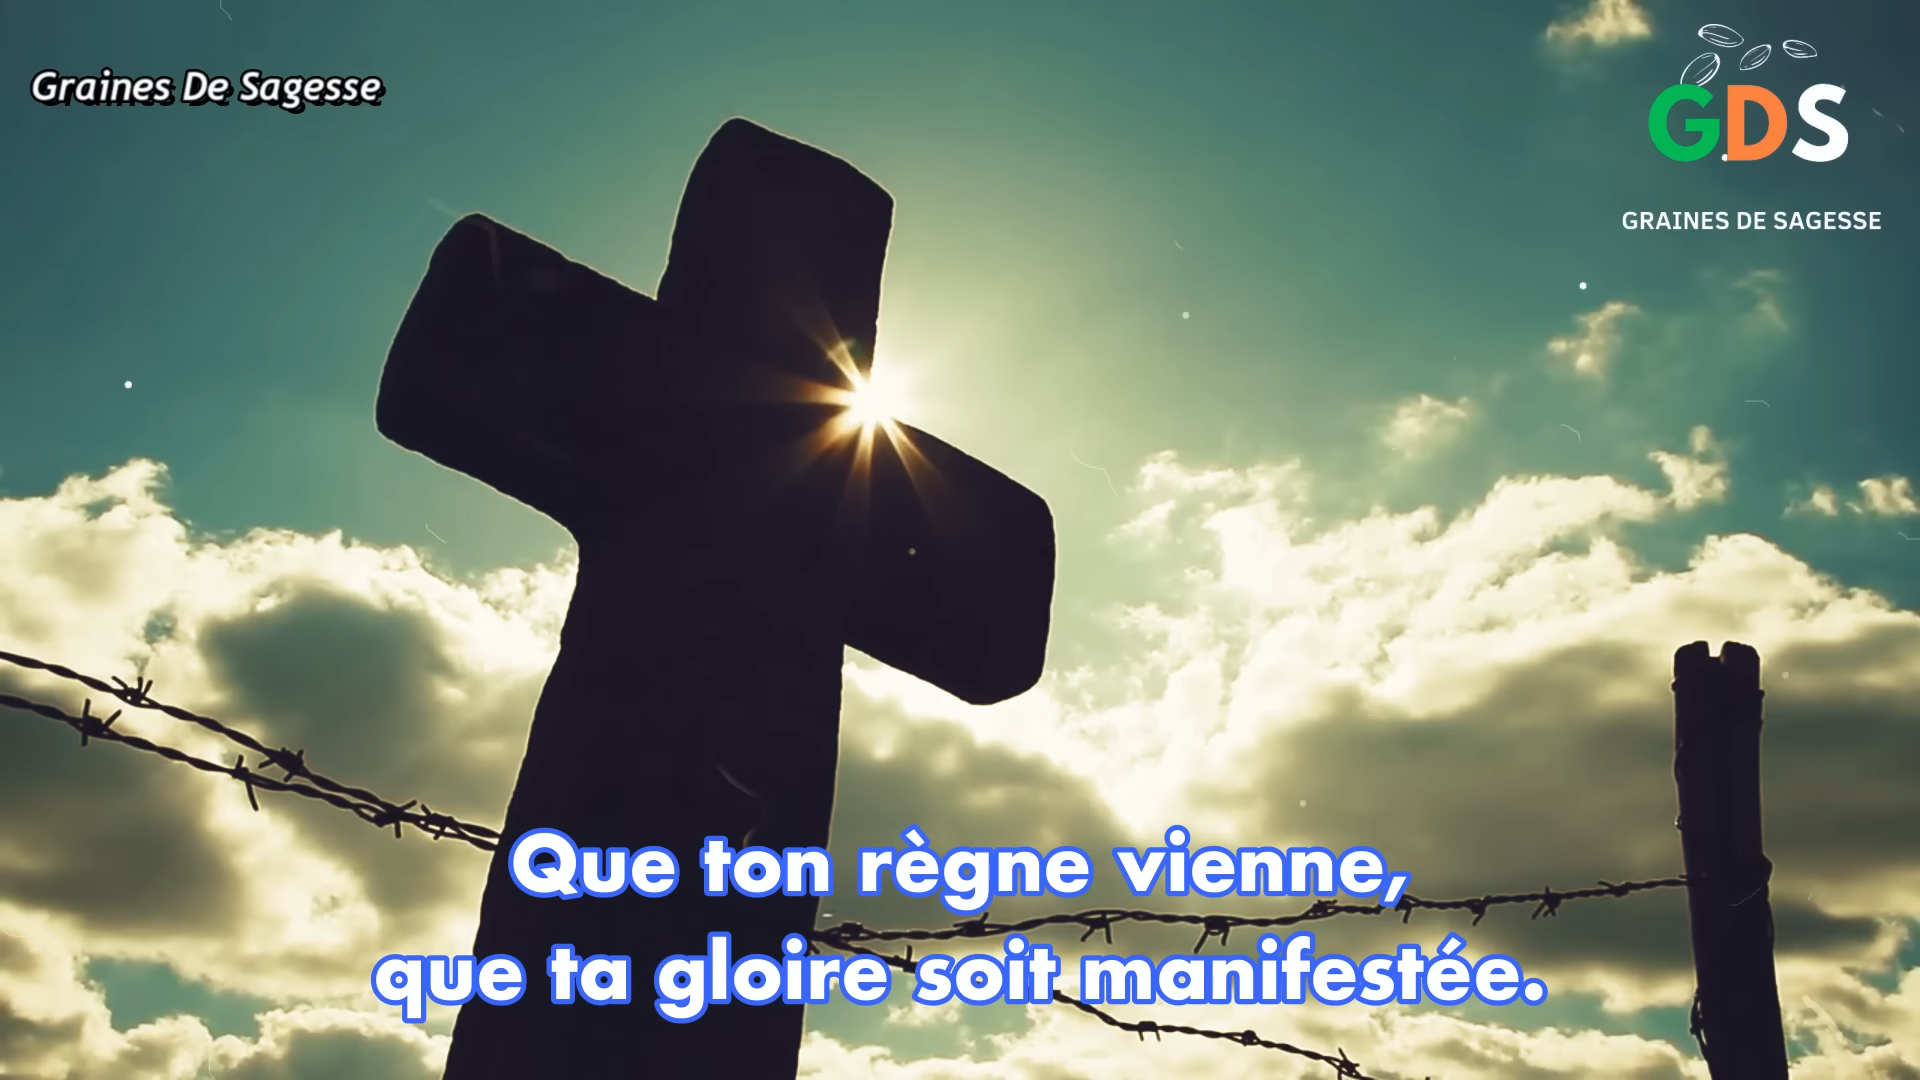 Graines De Sagesse
GDS
GRAINES DE SAGESSE
Que ton règne vienne,
que ta gloire soit manifestée.